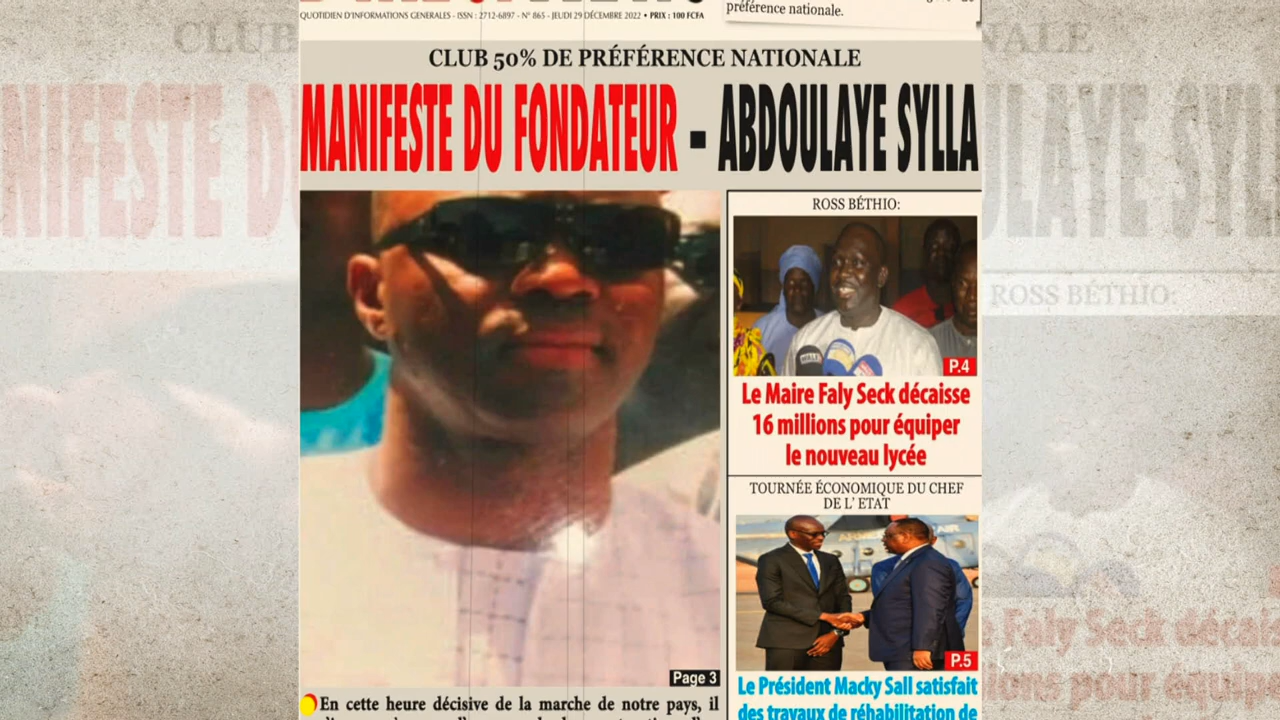 QUOTIDIEN D'INFORMATIONS GENERALES - ISSN : 2712-6897 - N° 865 - JEUDI 29 DÉCEMBRE 2022 • PRIX : 100 FCFA
préférence nationale.
CLUB 50% DE PRÉFÉRENCE NATIONALE
MANIFESTE DU FONDATEUR - ABDOULAYE SYLLA
Page 3
En cette heure décisive de la marche de notre pays, il
ROSS BÉTHIO:
WALF
P.4
Le Maire Faly Seck décaisse
16 millions pour équiper
le nouveau lycée
TOURNÉE ÉCONOMIQUE DU CHEF
DE L' ETAT
P.5
Le Président Macky Sall satisfait
des travaux de réhabilitation de